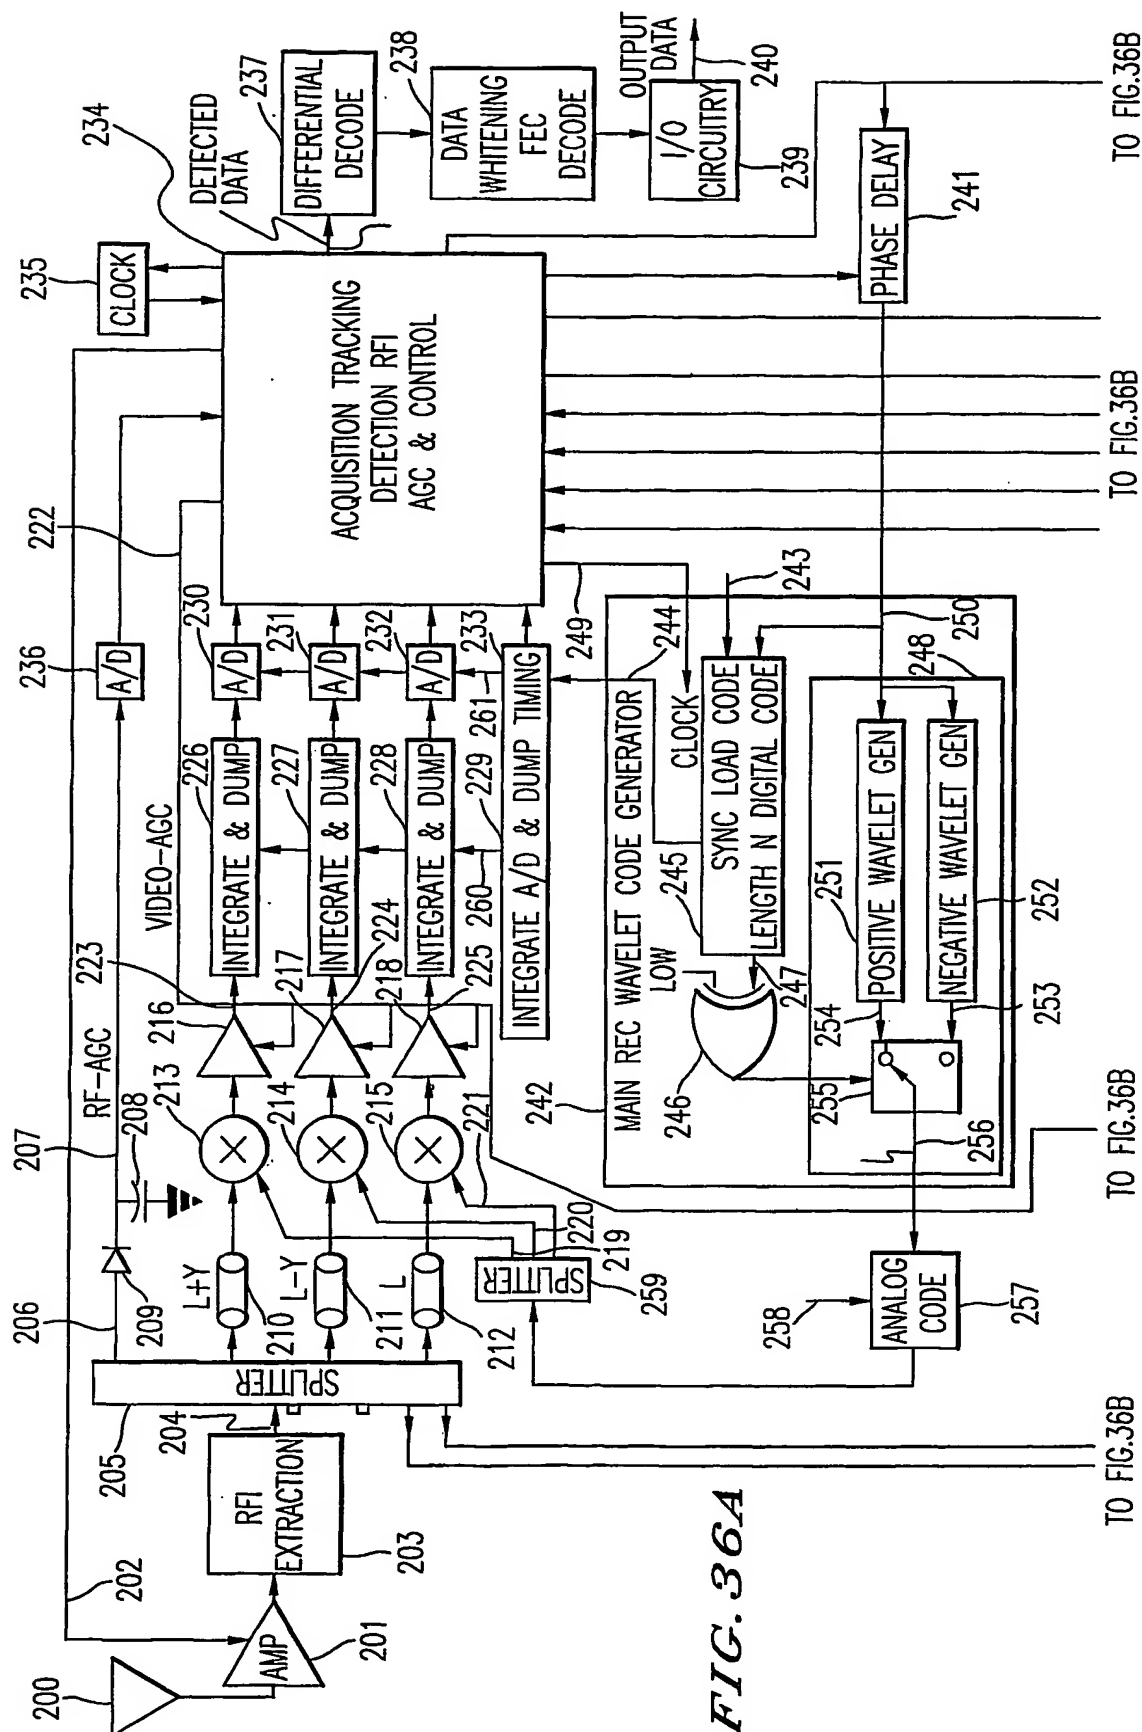 200
AMP
201
202
RFI
EXTRACTION
203
204
205
SPLITTER
206
207
RF-AGC
208
209
L+Y
210
L-Y
211
L
212
213
214
215
216
217
218
SPLITTER
259
219
220
221
222
VIDEO-AGC
223
224
225
226
INTEGRATE & DUMP
227
INTEGRATE & DUMP
228
INTEGRATE & DUMP
229
INTEGRATE A/D & DUMP TIMING
260
261
236
A/D
230
A/D
231
A/D
232
A/D
233
234
235
CLOCK
ACQUISITION TRACKING
DETECTION RFI
AGC & CONTROL
DETECTED
DATA
237
DIFFERENTIAL
DECODE
238
DATA
WHITENING
FEC
DECODE
I/O
CIRCUITRY
239
OUTPUT
DATA
240
PHASE DELAY
241
242
MAIN REC WAVELET CODE GENERATOR
243
244
CLOCK
249
245
SYNC LOAD CODE
LENGTH N DIGITAL CODE
LOW
246
247
248
250
251
POSITIVE WAVELET GEN
NEGATIVE WAVELET GEN
252
253
254
255
256
258
ANALOG
CODE
257
TO FIG.36B
TO FIG.36B
TO FIG.36B
TO FIG.36B
FIG. 36A